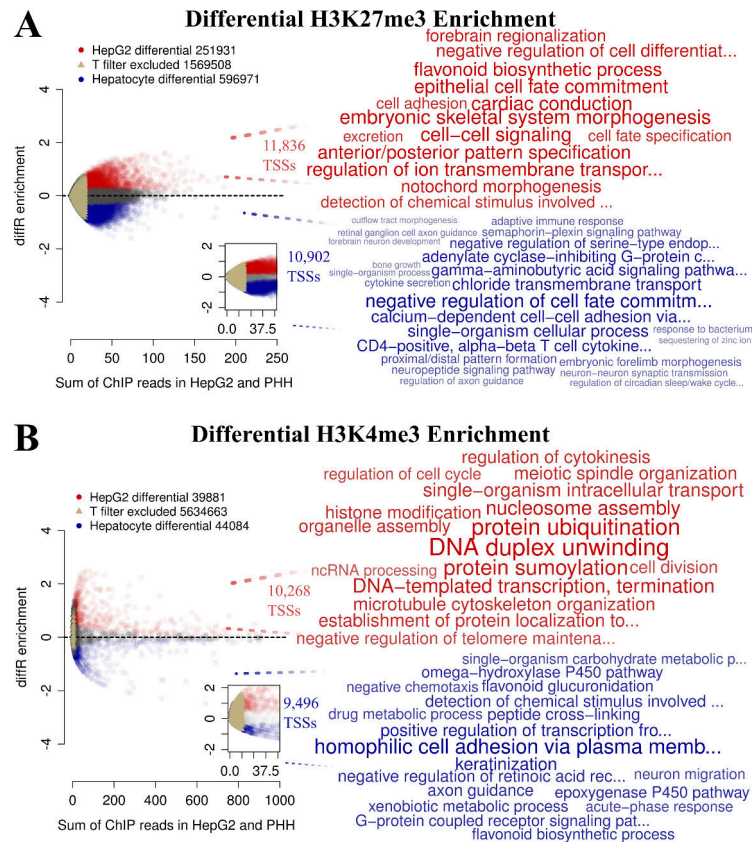 A
Differential H3K27me3 Enrichment
HepG2 differential 251931
T filter excluded 1569508
Hepatocyte differential 596971
diffR enrichment
4
2
0
-2
-4
0 50 100 150 200 250
Sum of ChIP reads in HepG2 and PHH
11,836
TSSs
10,902
TSSs
2
1
0
-2
0.0 37.5
forebrain regionalization
negative regulation of cell differentiat...
flavonoid biosynthetic process
epithelial cell fate commitment
cell adhesion cardiac conduction
embryonic skeletal system morphogenesis
excretion cell-cell signaling cell fate specification
anterior/posterior pattern specification
regulation of ion transmembrane transpor...
notochord morphogenesis
detection of chemical stimulus involved ...
outflow tract morphogenesis adaptive immune response
retinal ganglion cell axon guidance semaphorin-plexin signaling pathway
forebrain neuron development negative regulation of serine-type endop...
adenylate cyclase-inhibiting G-protein c...
bone growth
single-organism process gamma-aminobutyric acid signaling pathwa...
cytokine secretion chloride transmembrane transport
negative regulation of cell fate commitm...
calcium-dependent cell-cell adhesion via...
single-organism cellular process response to bacterium
sequestering of zinc ion
CD4-positive, alpha-beta T cell cytokine...
proximal/distal pattern formation embryonic forelimb morphogenesis
neuropeptide signaling pathway neuron-neuron synaptic transmission
regulation of axon guidance regulation of circadian sleep/wake cycle...
B
Differential H3K4me3 Enrichment
HepG2 differential 39881
T filter excluded 5634663
Hepatocyte differential 44084
diffR enrichment
4
2
0
-2
-4
0 200 400 600 800 1000
Sum of ChIP reads in HepG2 and PHH
10,268
TSSs
9,496
TSSs
2
1
0
-2
0.0 37.5
regulation of cytokinesis
regulation of cell cycle meiotic spindle organization
single-organism intracellular transport
histone modification nucleosome assembly
organelle assembly protein ubiquitination
DNA duplex unwinding
ncRNA processing protein sumoylation cell division
DNA-templated transcription, termination
microtubule cytoskeleton organization
establishment of protein localization to...
negative regulation of telomere maintena...
single-organism carbohydrate metabolic p...
omega-hydroxylase P450 pathway
negative chemotaxis flavonoid glucuronidation
detection of chemical stimulus involved ...
drug metabolic process peptide cross-linking
positive regulation of transcription fro...
homophilic cell adhesion via plasma memb...
keratinization
negative regulation of retinoic acid rec... neuron migration
axon guidance epoxygenase P450 pathway
xenobiotic metabolic process acute-phase response
G-protein coupled receptor signaling pat...
flavonoid biosynthetic process